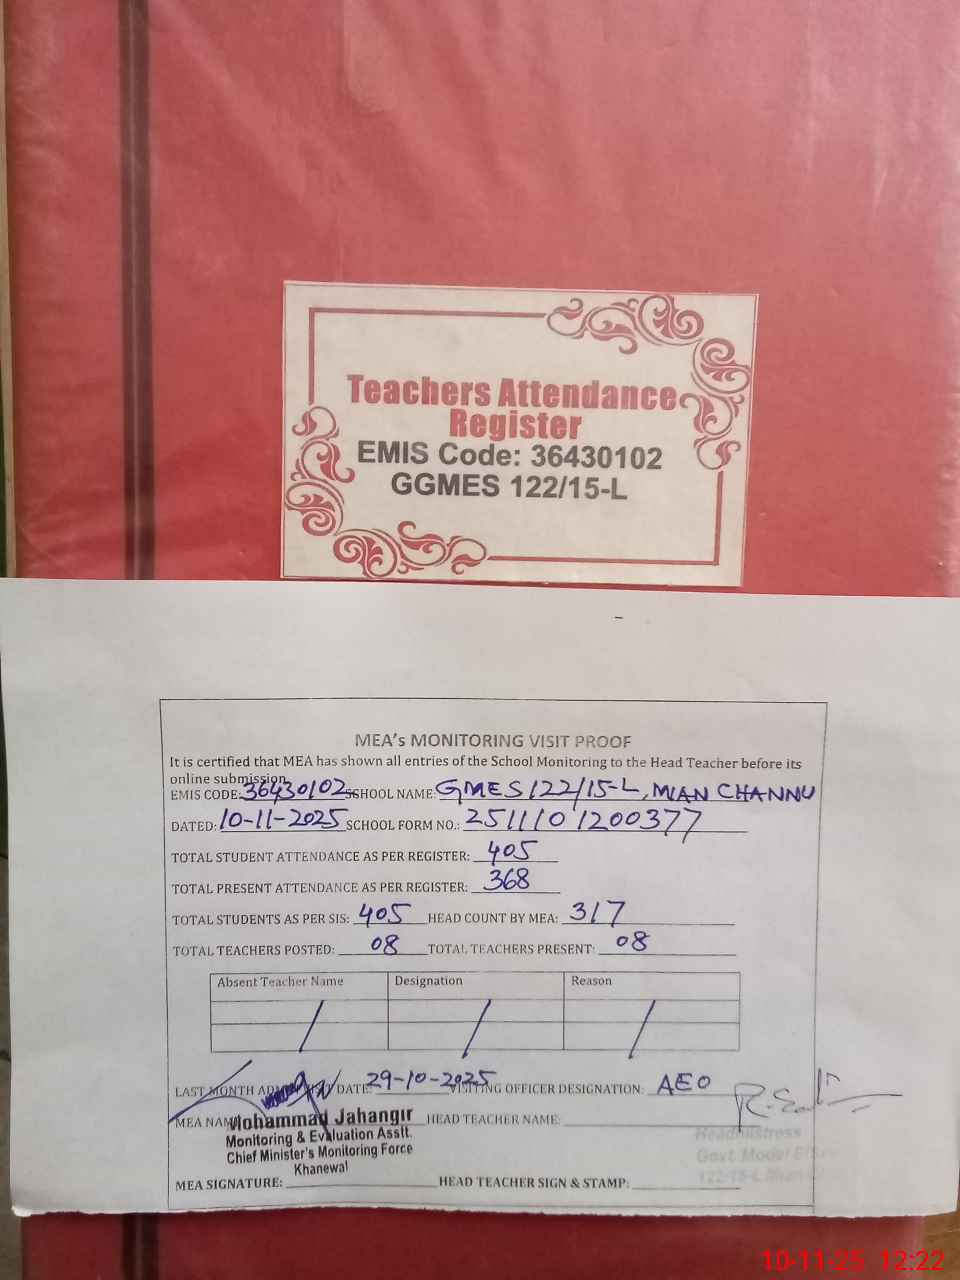 Teachers Attendance
Register
EMIS Code: 36430102
GGMES 122/15-L
MEA's MONITORING VISIT PROOF
It is certified that MEA has shown all entries of the School Monitoring to the Head Teacher before its
online submission
EMIS CODE: 36430102 SCHOOL NAME: GMES 122/15-L, MIAN CHANNU
DATED: 10-11-2025 SCHOOL FORM NO.: 2511101200377
TOTAL STUDENT ATTENDANCE AS PER REGISTER: 405
TOTAL PRESENT ATTENDANCE AS PER REGISTER: 368
TOTAL STUDENTS AS PER SIS: 405 HEAD COUNT BY MEA: 317
TOTAL TEACHERS POSTED: 08 TOTAL TEACHERS PRESENT: 08
Absent Teacher Name Designation Reason
LAST MONTH VISIT DATE: 29-10-2025 VISITING OFFICER DESIGNATION: AEO
MEA NAME Mohammad Jahangir HEAD TEACHER NAME:
Monitoring & Evaluation Asstt.
Chief Minister's Monitoring Force
Khanewal
Headmistress
Govt. Model
122/15-L
MEA SIGNATURE: HEAD TEACHER SIGN & STAMP:
10-11-25 12:22